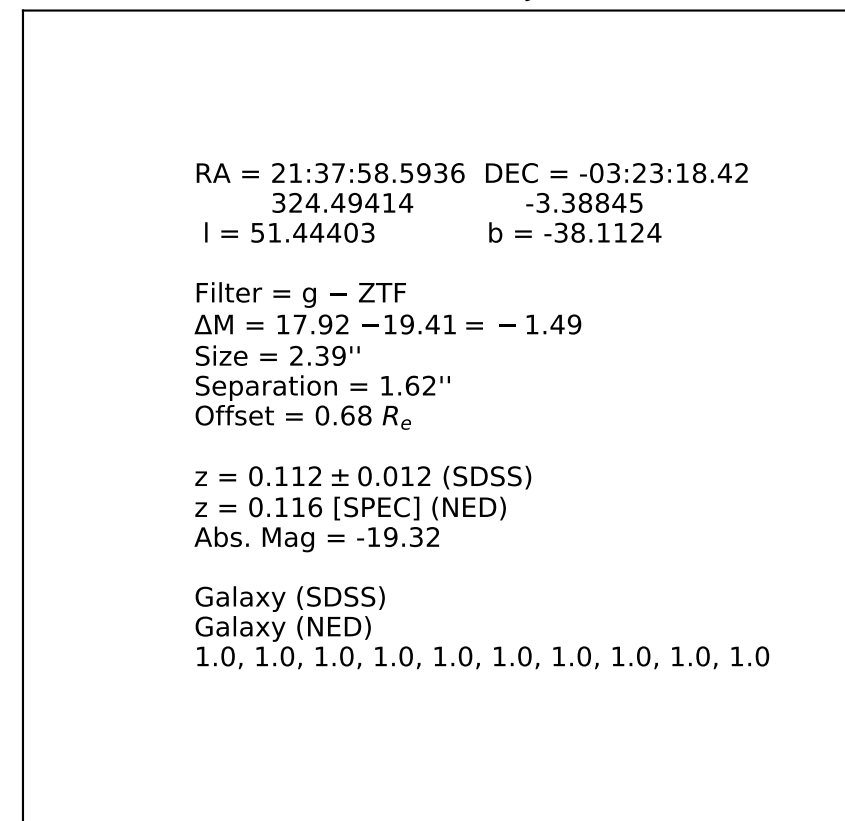 RA = 21:37:58.5936 DEC = -03:23:18.42
324.49414 -3.38845
l = 51.44403 b = -38.1124
Filter = g − ZTF
ΔM = 17.92 −19.41 = − 1.49
Size = 2.39''
Separation = 1.62''
Offset = 0.68 Rₑ
z = 0.112 ± 0.012 (SDSS)
z = 0.116 [SPEC] (NED)
Abs. Mag = -19.32
Galaxy (SDSS)
Galaxy (NED)
1.0, 1.0, 1.0, 1.0, 1.0, 1.0, 1.0, 1.0, 1.0, 1.0